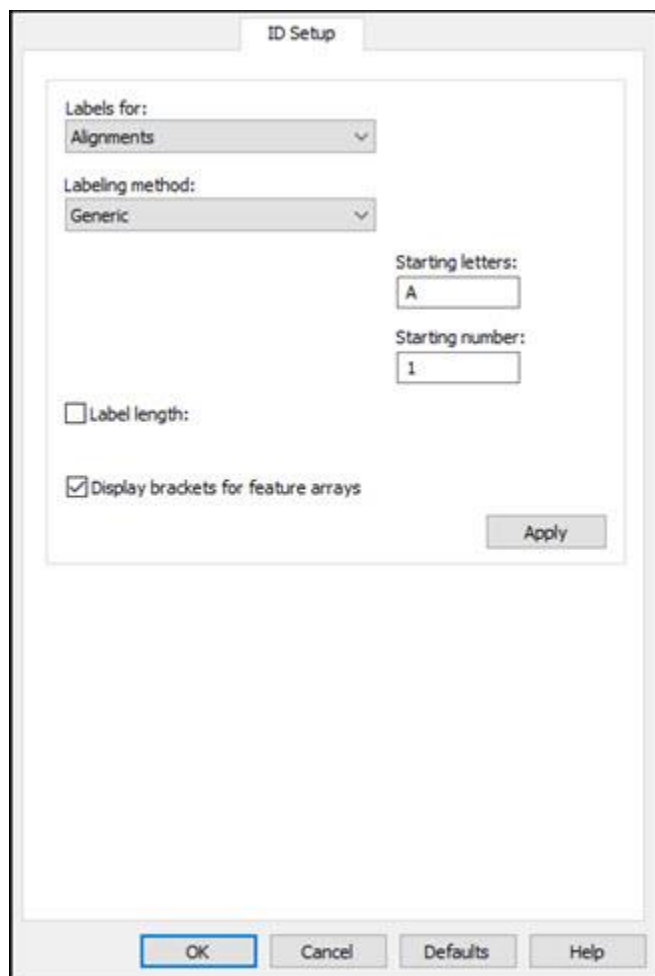 ID Setup
Labels for:
Alignments
Labeling method:
Generic
Starting letters:
A
Starting number:
1
Label length:
Display brackets for feature arrays
Apply
OK Cancel Defaults Help